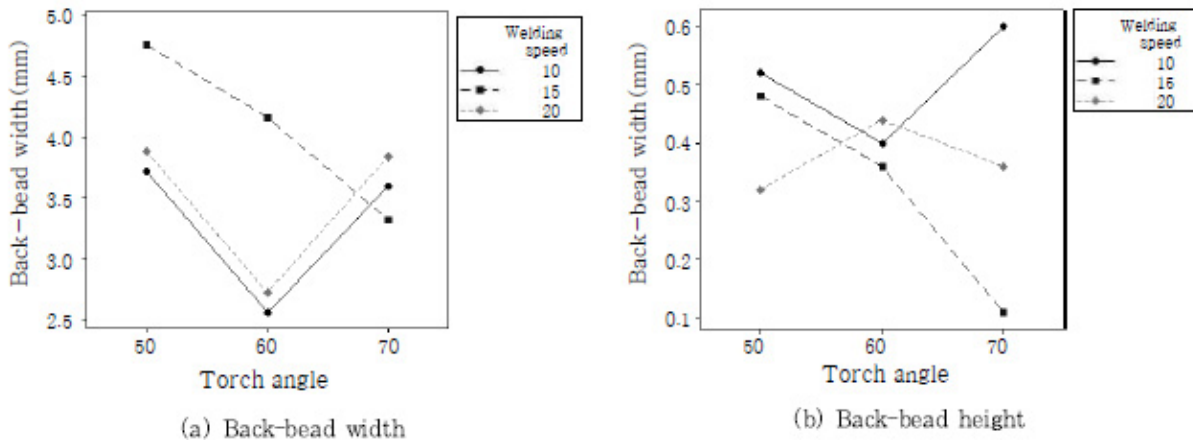 Back-bead width(mm)
5.0
4.5
4.0
3.5
3.0
2.5
50 60 70
Torch angle
Welding
speed
10
15
20
(a) Back-bead width
Back-bead width(mm)
0.6
0.5
0.4
0.3
0.2
0.1
50 60 70
Torch angle
Welding
speed
10
15
20
(b) Back-bead height